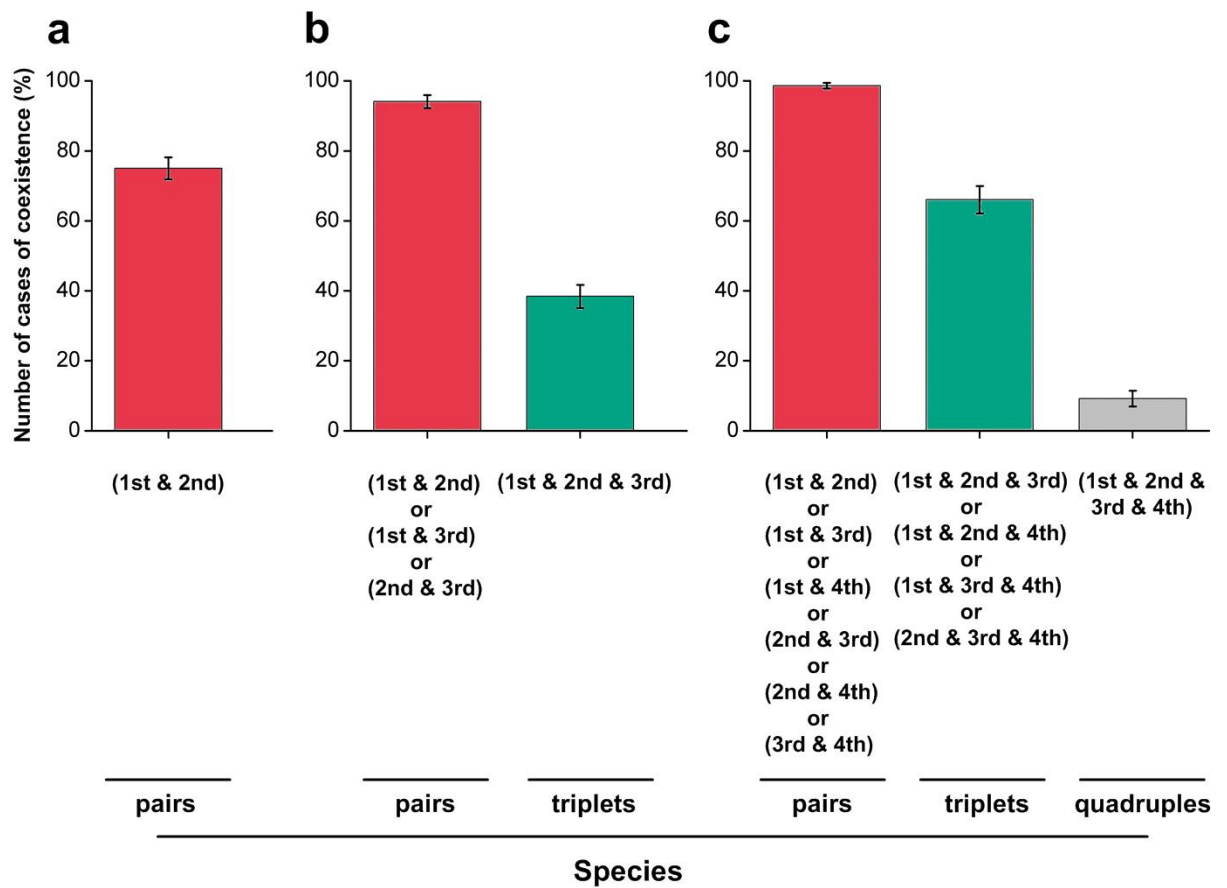 a
b
c
Number of cases of coexistence (%)
100
80
60
40
20
0
(1st & 2nd)
pairs
100
80
60
40
20
0
(1st & 2nd)
or
(1st & 3rd)
or
(2nd & 3rd)
pairs
(1st & 2nd & 3rd)
triplets
100
80
60
40
20
0
(1st & 2nd)
or
(1st & 3rd)
or
(1st & 4th)
or
(2nd & 3rd)
or
(2nd & 4th)
or
(3rd & 4th)
pairs
(1st & 2nd & 3rd)
or
(1st & 2nd & 4th)
or
(1st & 3rd & 4th)
or
(2nd & 3rd & 4th)
triplets
(1st & 2nd &
3rd & 4th)
quadruples
Species